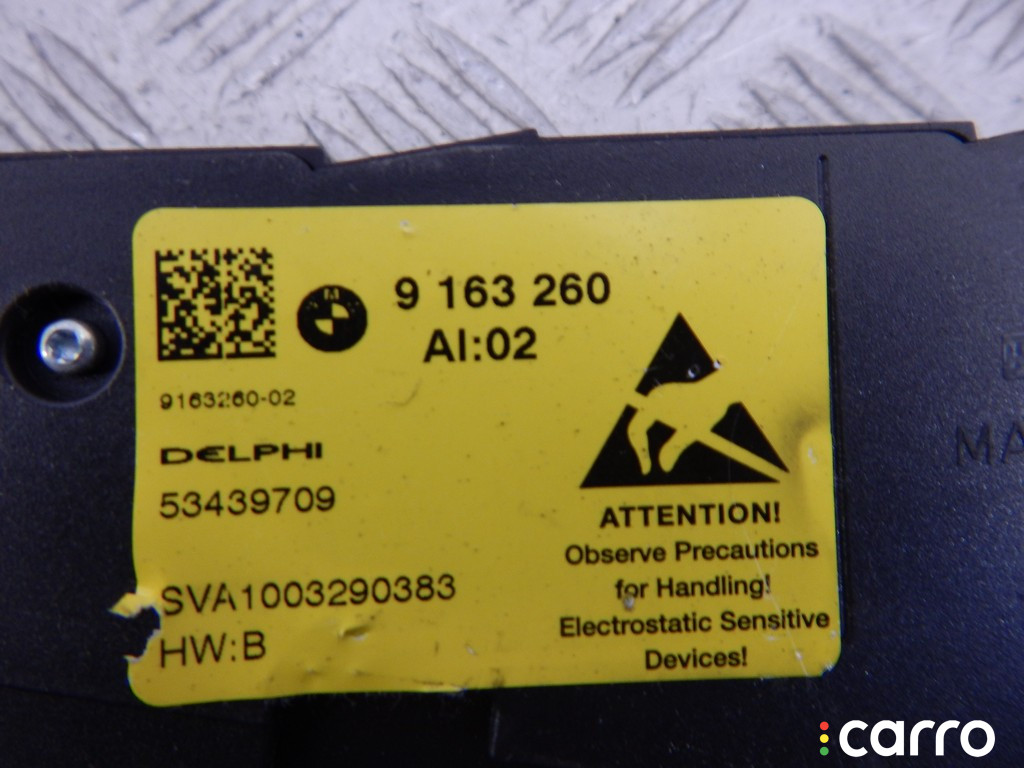 9 163 260
AI:02
9163260-02
DELPHI
53439709
SVA1003290383
HW:B
ATTENTION!
Observe Precautions
for Handling!
Electrostatic Sensitive
Devices!
MA
carro